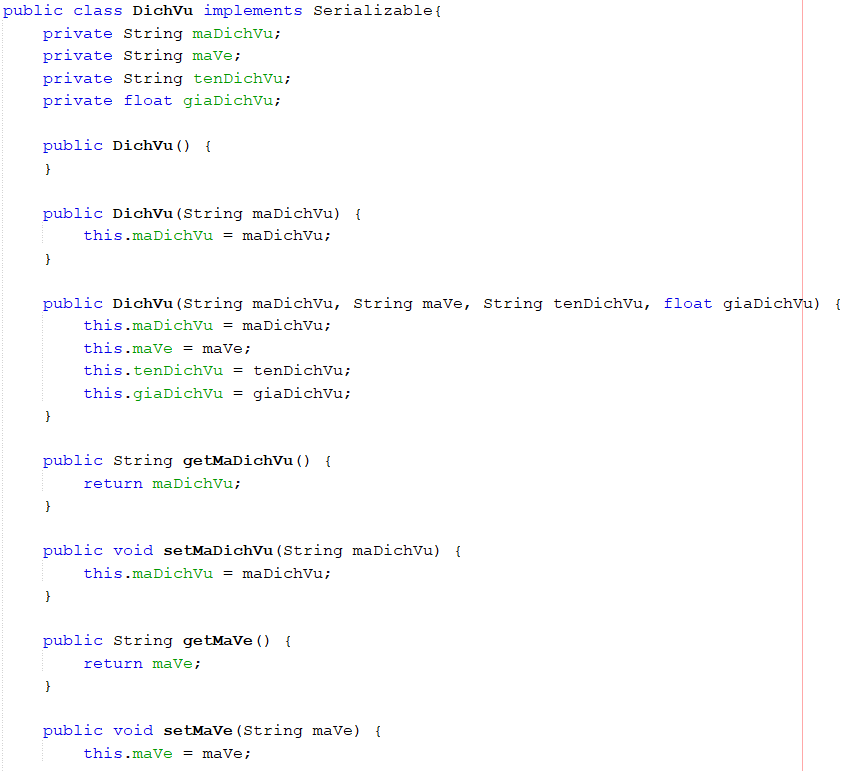 public class DichVu implements Serializable{
    private String maDichVu;
    private String maVe;
    private String tenDichVu;
    private float giaDichVu;

    public DichVu() {
    }

    public DichVu(String maDichVu) {
        this.maDichVu = maDichVu;
    }

    public DichVu(String maDichVu, String maVe, String tenDichVu, float giaDichVu) {
        this.maDichVu = maDichVu;
        this.maVe = maVe;
        this.tenDichVu = tenDichVu;
        this.giaDichVu = giaDichVu;
    }

    public String getMaDichVu() {
        return maDichVu;
    }

    public void setMaDichVu(String maDichVu) {
        this.maDichVu = maDichVu;
    }

    public String getMaVe() {
        return maVe;
    }

    public void setMaVe(String maVe) {
        this.maVe = maVe;